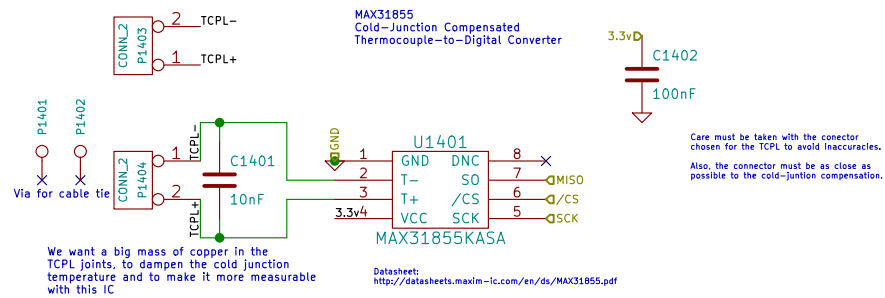 MAX31855
Cold-Junction Compensated
Thermocouple-to-Digital Converter
CONN_2
P1403
2 TCPL-
1 TCPL+
3.3v
C1402
100nF
P1401
P1402
Via for cable tie
CONN_2
P1404
1
2
TCPL-
TCPL+
C1401
10nF
GND
U1401
1 GND DNC 8
2 T- SO 7 MISO
3 T+ /CS 6 /CS
3.3v 4 VCC SCK 5 SCK
MAX31855KASA
Care must be taken with the conector
chosen for the TCPL to avoid Inaccuracles.
Also, the connector must be as close as
possible to the cold-juntion compensation.
We want a big mass of copper in the
TCPL joints, to dampen the cold junction
temperature and to make it more measurable
with this IC
Datasheet:
http://datasheets.maxim-ic.com/en/ds/MAX31855.pdf